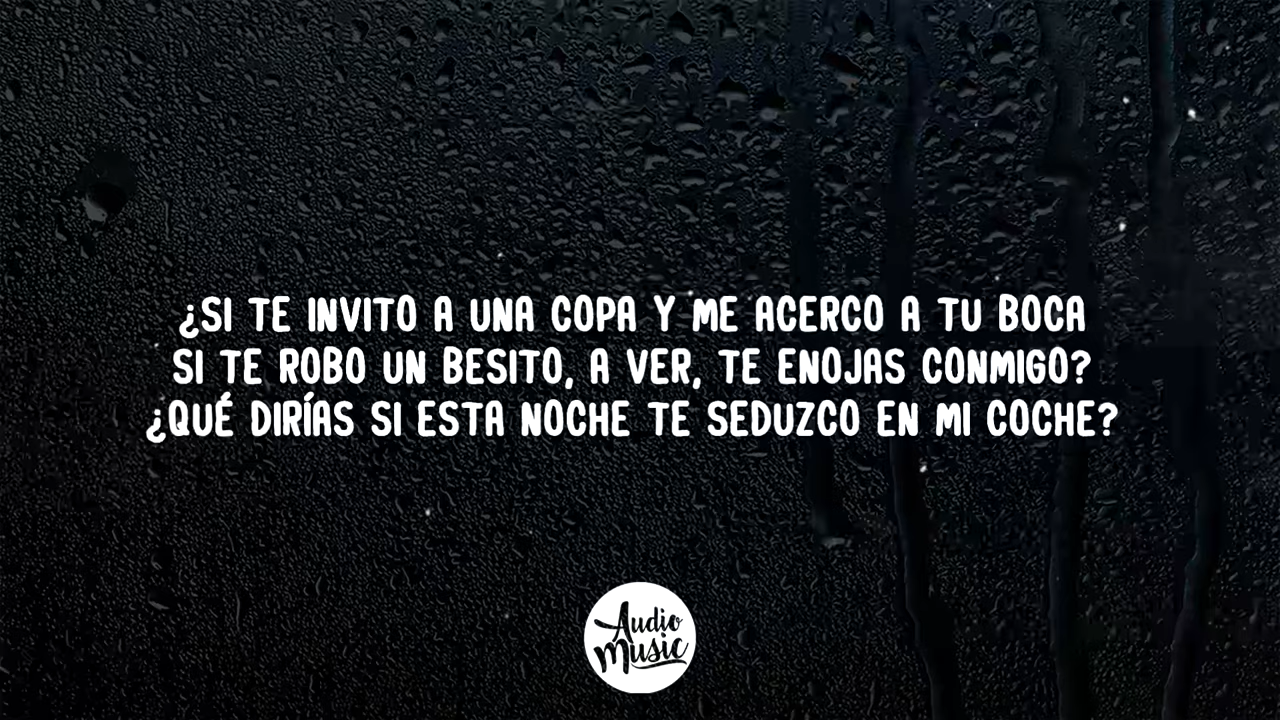 ¿SI TE INVITO A UNA COPA Y ME ACERCO A TU BOCA
SI TE ROBO UN BESITO, A VER, TE ENOJAS CONMIGO?
¿QUÉ DIRÍAS SI ESTA NOCHE TE SEDUZCO EN MI COCHE?
Audio
Music